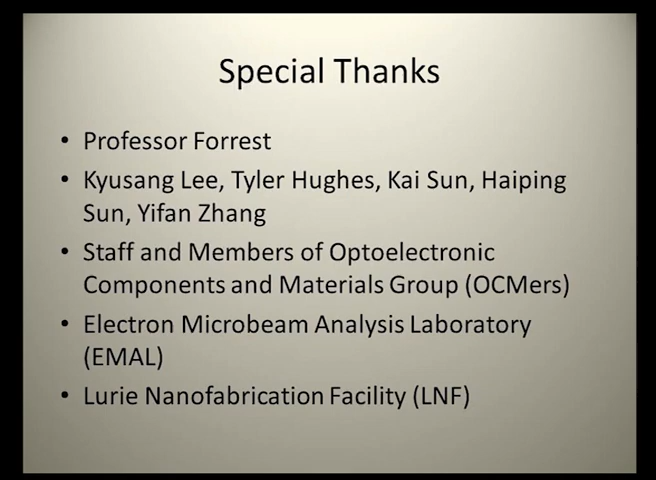 Special Thanks
• Professor Forrest
• Kyusang Lee, Tyler Hughes, Kai Sun, Haiping
Sun, Yifan Zhang
• Staff and Members of Optoelectronic
Components and Materials Group (OCMers)
• Electron Microbeam Analysis Laboratory
(EMAL)
• Lurie Nanofabrication Facility (LNF)